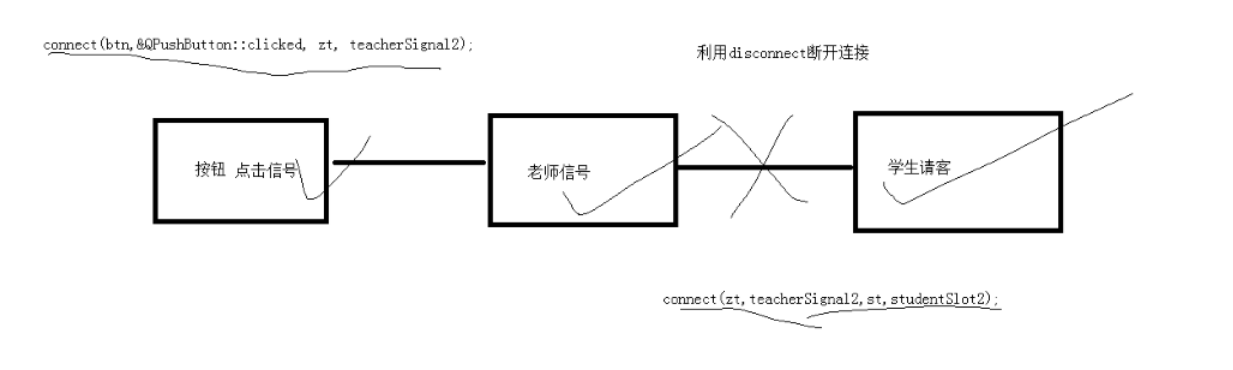 connect(btn,&QPushButton::clicked, zt, teacherSignal2);
利用disconnect断开连接
按钮 点击信号
老师信号
学生请客
connect(zt,teacherSignal2,st,studentSlot2);